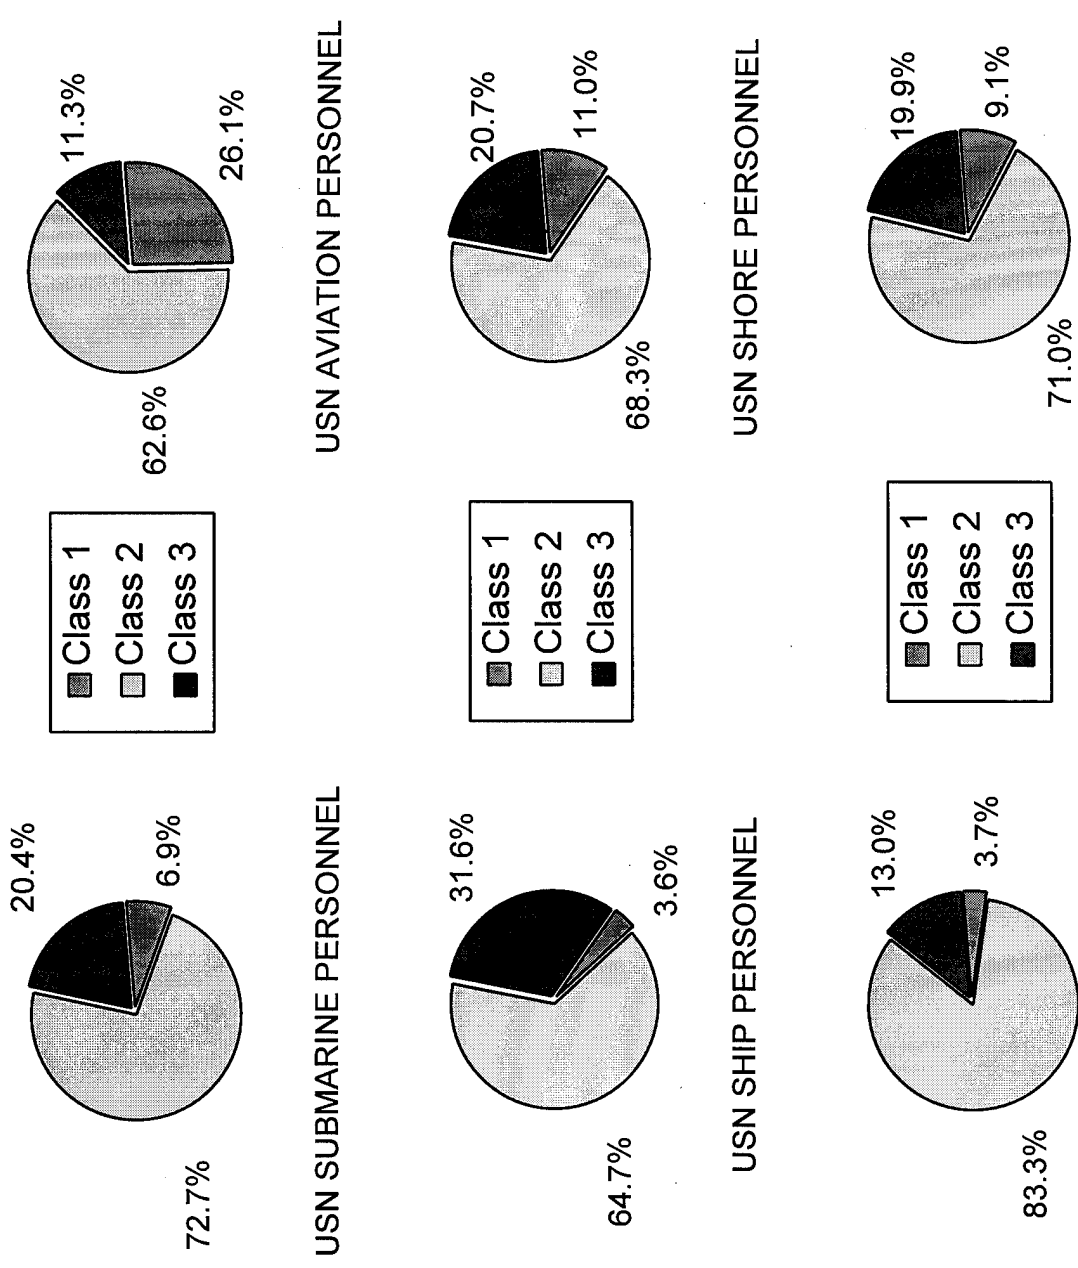 20.4%
6.9%
72.7%
Class 1
Class 2
Class 3
11.3%
26.1%
62.6%
USN SUBMARINE PERSONNEL
USN AVIATION PERSONNEL
31.6%
3.6%
64.7%
Class 1
Class 2
Class 3
20.7%
11.0%
68.3%
USN SHIP PERSONNEL
USN SHORE PERSONNEL
13.0%
3.7%
83.3%
Class 1
Class 2
Class 3
19.9%
9.1%
71.0%